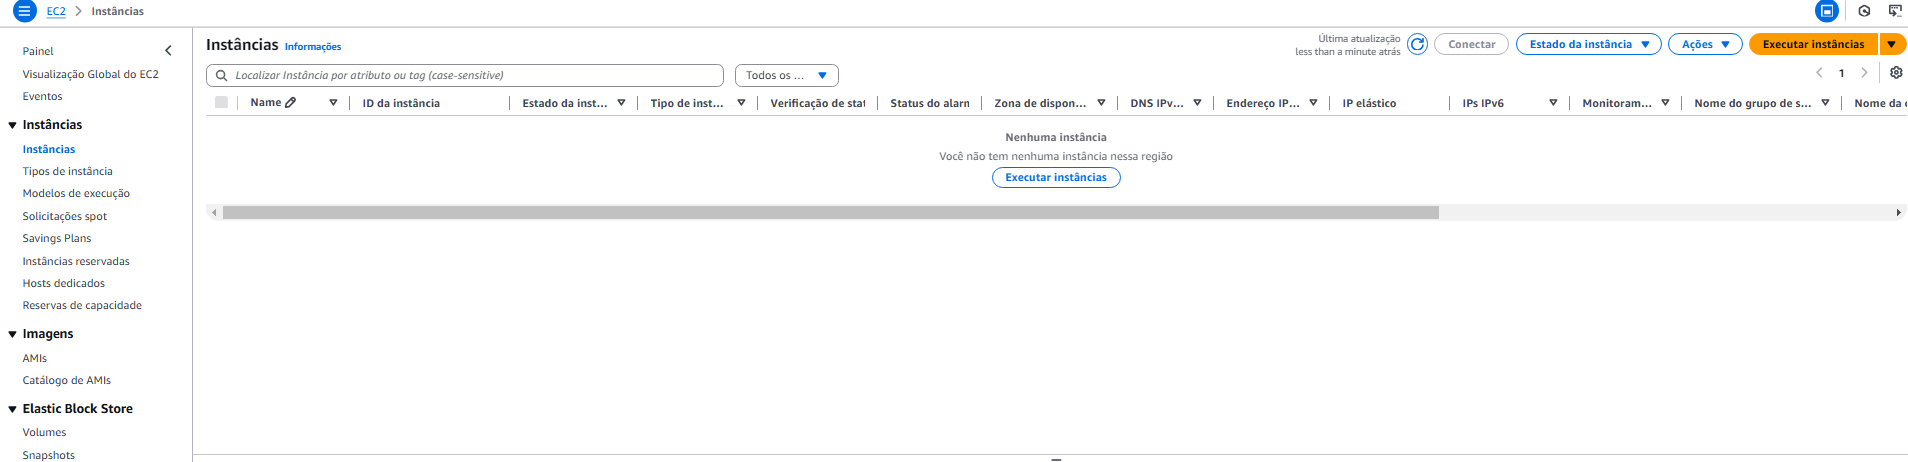 EC2 > Instâncias
Painel
Visualização Global do EC2
Eventos
Instâncias
Instâncias
Tipos de instância
Modelos de execução
Solicitações spot
Savings Plans
Instâncias reservadas
Hosts dedicados
Reservas de capacidade
Imagens
AMIs
Catálogo de AMIs
Elastic Block Store
Volumes
Snapshots
Instâncias Informações
Última atualização
less than a minute atrás
Conectar
Estado da instância
Ações
Executar instâncias
Localizar Instância por atributo ou tag (case-sensitive)
Todos os ...
1
Name ID da instância Estado da inst... Tipo de inst... Verificação de stat Status do alarm Zona de dispon... DNS IPv... Endereço IP... IP elástico IPs IPv6 Monitoram... Nome do grupo de s... Nome da c
Nenhuma instância
Você não tem nenhuma instância nessa região
Executar instâncias